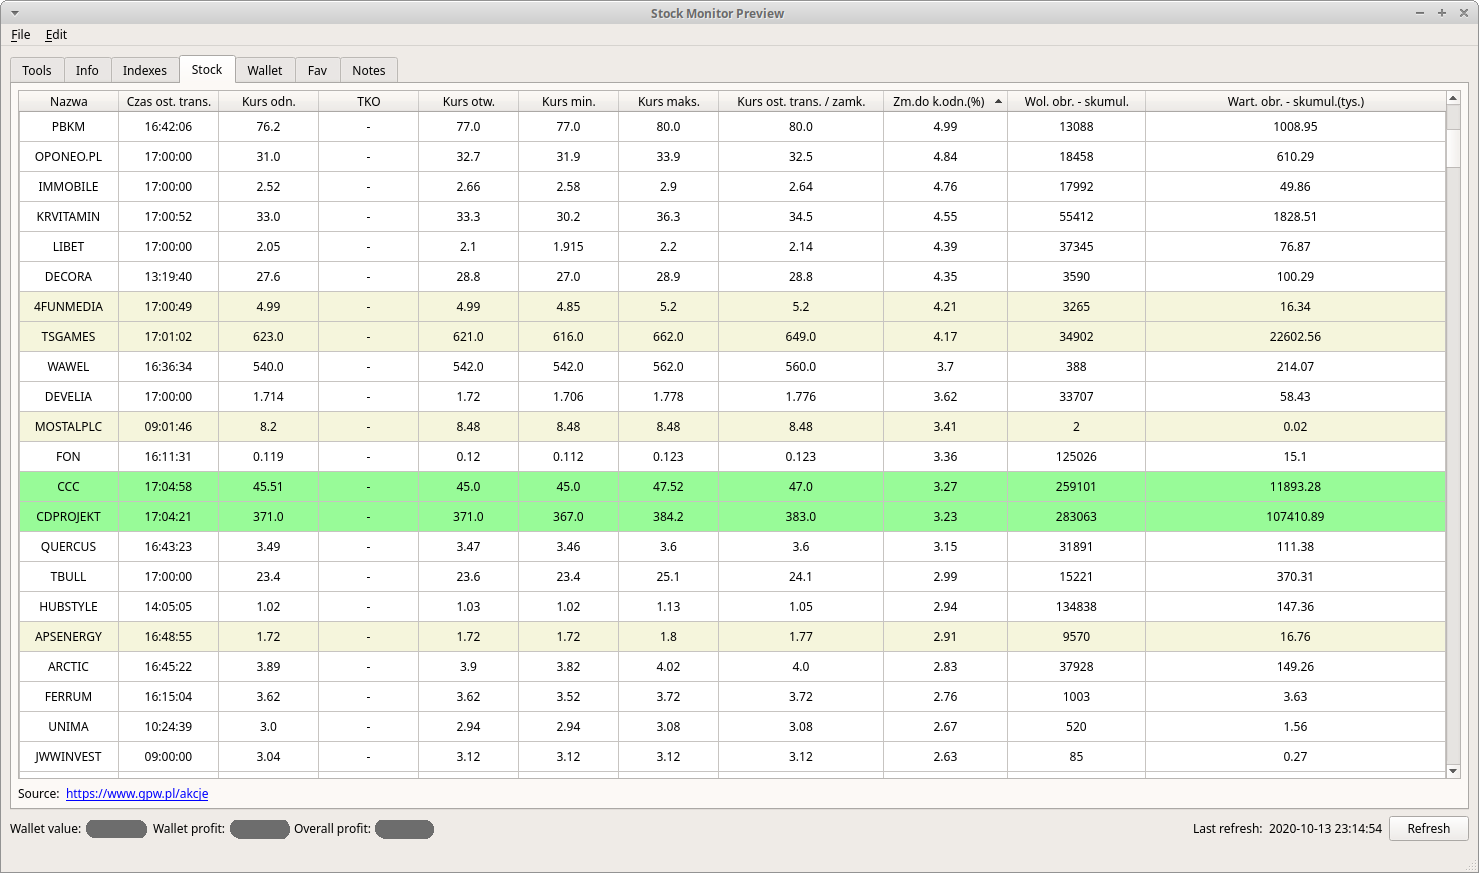 Stock Monitor Preview
File Edit
Tools Info Indexes Stock Wallet Fav Notes
Nazwa Czas ost. trans. Kurs odn. TKO Kurs otw. Kurs min. Kurs maks. Kurs ost. trans. / zamk. Zm.do k.odn.(%) Wol. obr. - skumul. Wart. obr. - skumul.(tys.)
PBKM 16:42:06 76.2 - 77.0 77.0 80.0 80.0 4.99 13088 1008.95
OPONEO.PL 17:00:00 31.0 - 32.7 31.9 33.9 32.5 4.84 18458 610.29
IMMOBILE 17:00:00 2.52 - 2.66 2.58 2.9 2.64 4.76 17992 49.86
KRVITAMIN 17:00:52 33.0 - 33.3 30.2 36.3 34.5 4.55 55412 1828.51
LIBET 17:00:00 2.05 - 2.1 1.915 2.2 2.14 4.39 37345 76.87
DECORA 13:19:40 27.6 - 28.8 27.0 28.9 28.8 4.35 3590 100.29
4FUNMEDIA 17:00:49 4.99 - 4.99 4.85 5.2 5.2 4.21 3265 16.34
TSGAMES 17:01:02 623.0 - 621.0 616.0 662.0 649.0 4.17 34902 22602.56
WAWEL 16:36:34 540.0 - 542.0 542.0 562.0 560.0 3.7 388 214.07
DEVELIA 17:00:00 1.714 - 1.72 1.706 1.778 1.776 3.62 33707 58.43
MOSTALPLC 09:01:46 8.2 - 8.48 8.48 8.48 8.48 3.41 2 0.02
FON 16:11:31 0.119 - 0.12 0.112 0.123 0.123 3.36 125026 15.1
CCC 17:04:58 45.51 - 45.0 45.0 47.52 47.0 3.27 259101 11893.28
CDPROJEKT 17:04:21 371.0 - 371.0 367.0 384.2 383.0 3.23 283063 107410.89
QUERCUS 16:43:23 3.49 - 3.47 3.46 3.6 3.6 3.15 31891 111.38
TBULL 17:00:00 23.4 - 23.6 23.4 25.1 24.1 2.99 15221 370.31
HUBSTYLE 14:05:05 1.02 - 1.03 1.02 1.13 1.05 2.94 134838 147.36
APSENERGY 16:48:55 1.72 - 1.72 1.72 1.8 1.77 2.91 9570 16.76
ARCTIC 16:45:22 3.89 - 3.9 3.82 4.02 4.0 2.83 37928 149.26
FERRUM 16:15:04 3.62 - 3.62 3.52 3.72 3.72 2.76 1003 3.63
UNIMA 10:24:39 3.0 - 2.94 2.94 3.08 3.08 2.67 520 1.56
JWWINVEST 09:00:00 3.04 - 3.12 3.12 3.12 3.12 2.63 85 0.27
Source: https://www.gpw.pl/akcje
Wallet value: Wallet profit: Overall profit: Last refresh: 2020-10-13 23:14:54 Refresh